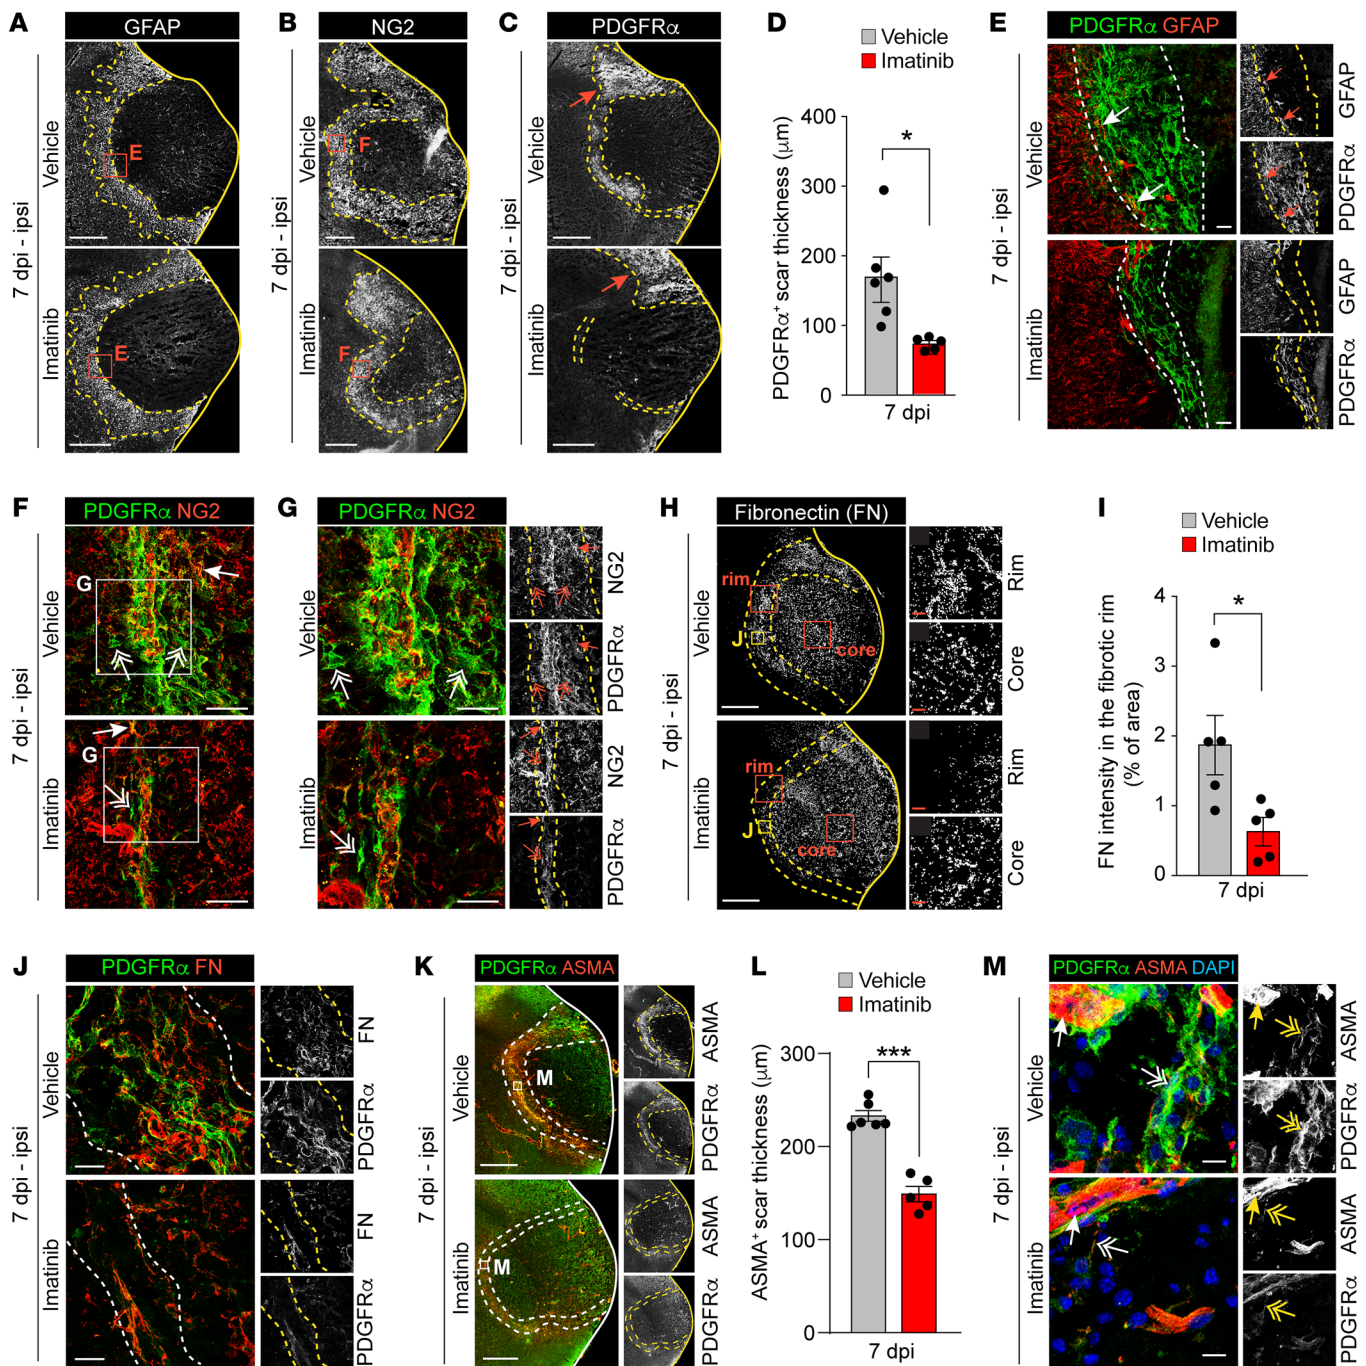 A
GFAP
7 dpi - ipsi
Vehicle
E
Imatinib
E
B
NG2
7 dpi - ipsi
Vehicle
F
Imatinib
F
C
PDGFRα
7 dpi - ipsi
Vehicle
Imatinib
D
Vehicle
Imatinib
PDGFRα⁺ scar thickness (μm)
400
300
200
100
0
*
7 dpi
E
PDGFRα GFAP
7 dpi - ipsi
Vehicle
Imatinib
GFAP
PDGFRα
GFAP
PDGFRα
F
PDGFRα NG2
7 dpi - ipsi
Vehicle
G
Imatinib
G
G
PDGFRα NG2
7 dpi - ipsi
Vehicle
Imatinib
NG2
PDGFRα
NG2
PDGFRα
H
Fibronectin (FN)
7 dpi - ipsi
Vehicle
rim
J
core
Imatinib
rim
J
core
Rim
Core
Rim
Core
I
Vehicle
Imatinib
FN intensity in the fibrotic rim
(% of area)
4
3
2
1
0
*
7 dpi
J
PDGFRα FN
7 dpi - ipsi
Vehicle
Imatinib
FN
PDGFRα
FN
PDGFRα
K
PDGFRα ASMA
7 dpi - ipsi
Vehicle
M
Imatinib
M
ASMA
PDGFRα
ASMA
PDGFRα
L
Vehicle
Imatinib
ASMA⁺ scar thickness (μm)
300
200
100
0
***
7 dpi
M
PDGFRα ASMA DAPI
7 dpi - ipsi
Vehicle
Imatinib
ASMA
PDGFRα
ASMA
PDGFRα